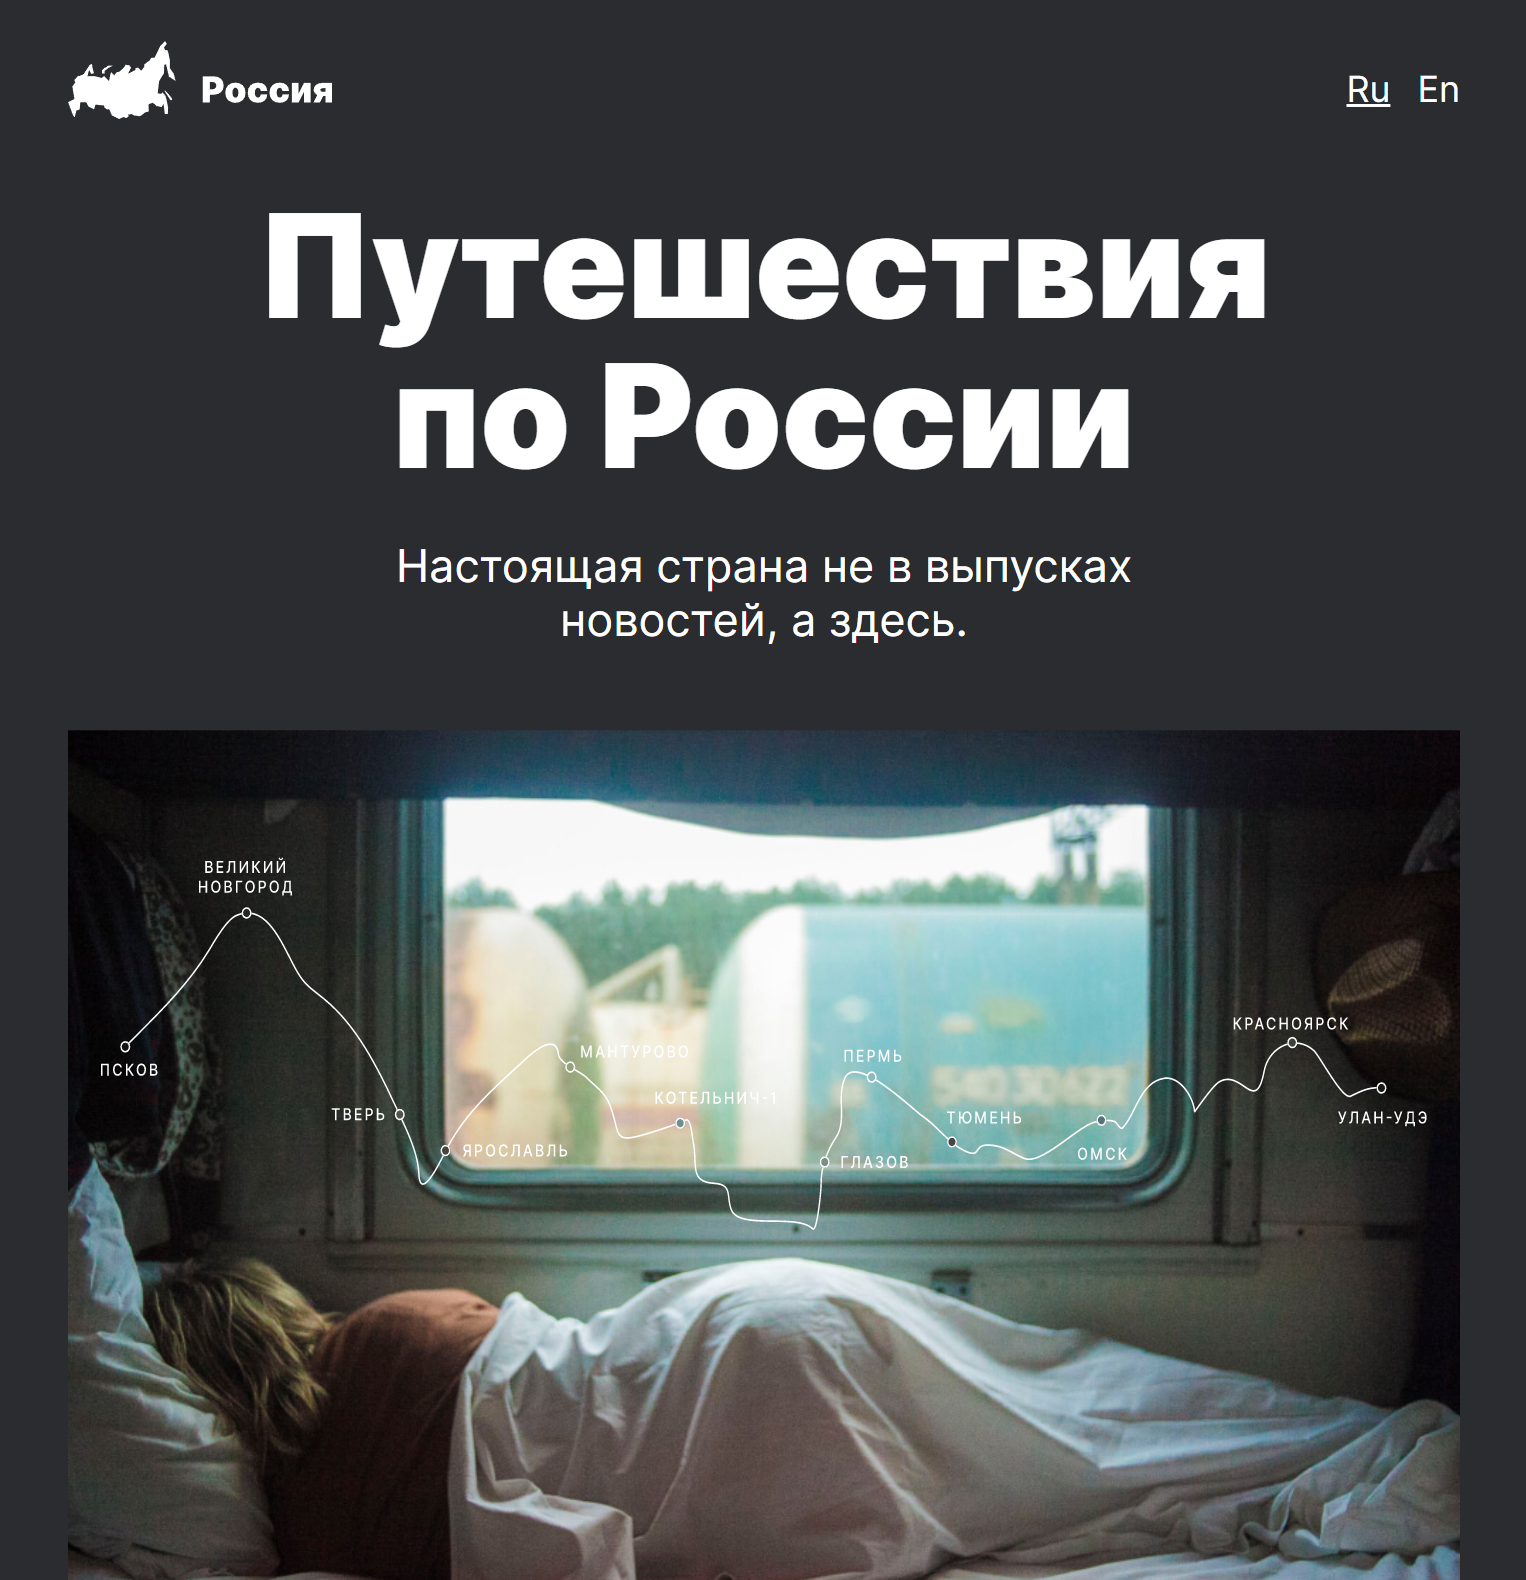 Россия
Ru En
Путешествия
по России
Настоящая страна не в выпусках
новостей, а здесь.
ВЕЛИКИЙ
НОВГОРОД
ПСКОВ
ТВЕРЬ
ЯРОСЛАВЛЬ
МАНТУРОВО
КОТЕЛЬНИЧ-1
ПЕРМЬ
ГЛАЗОВ
ТЮМЕНЬ
ОМСК
КРАСНОЯРСК
УЛАН-УДЭ